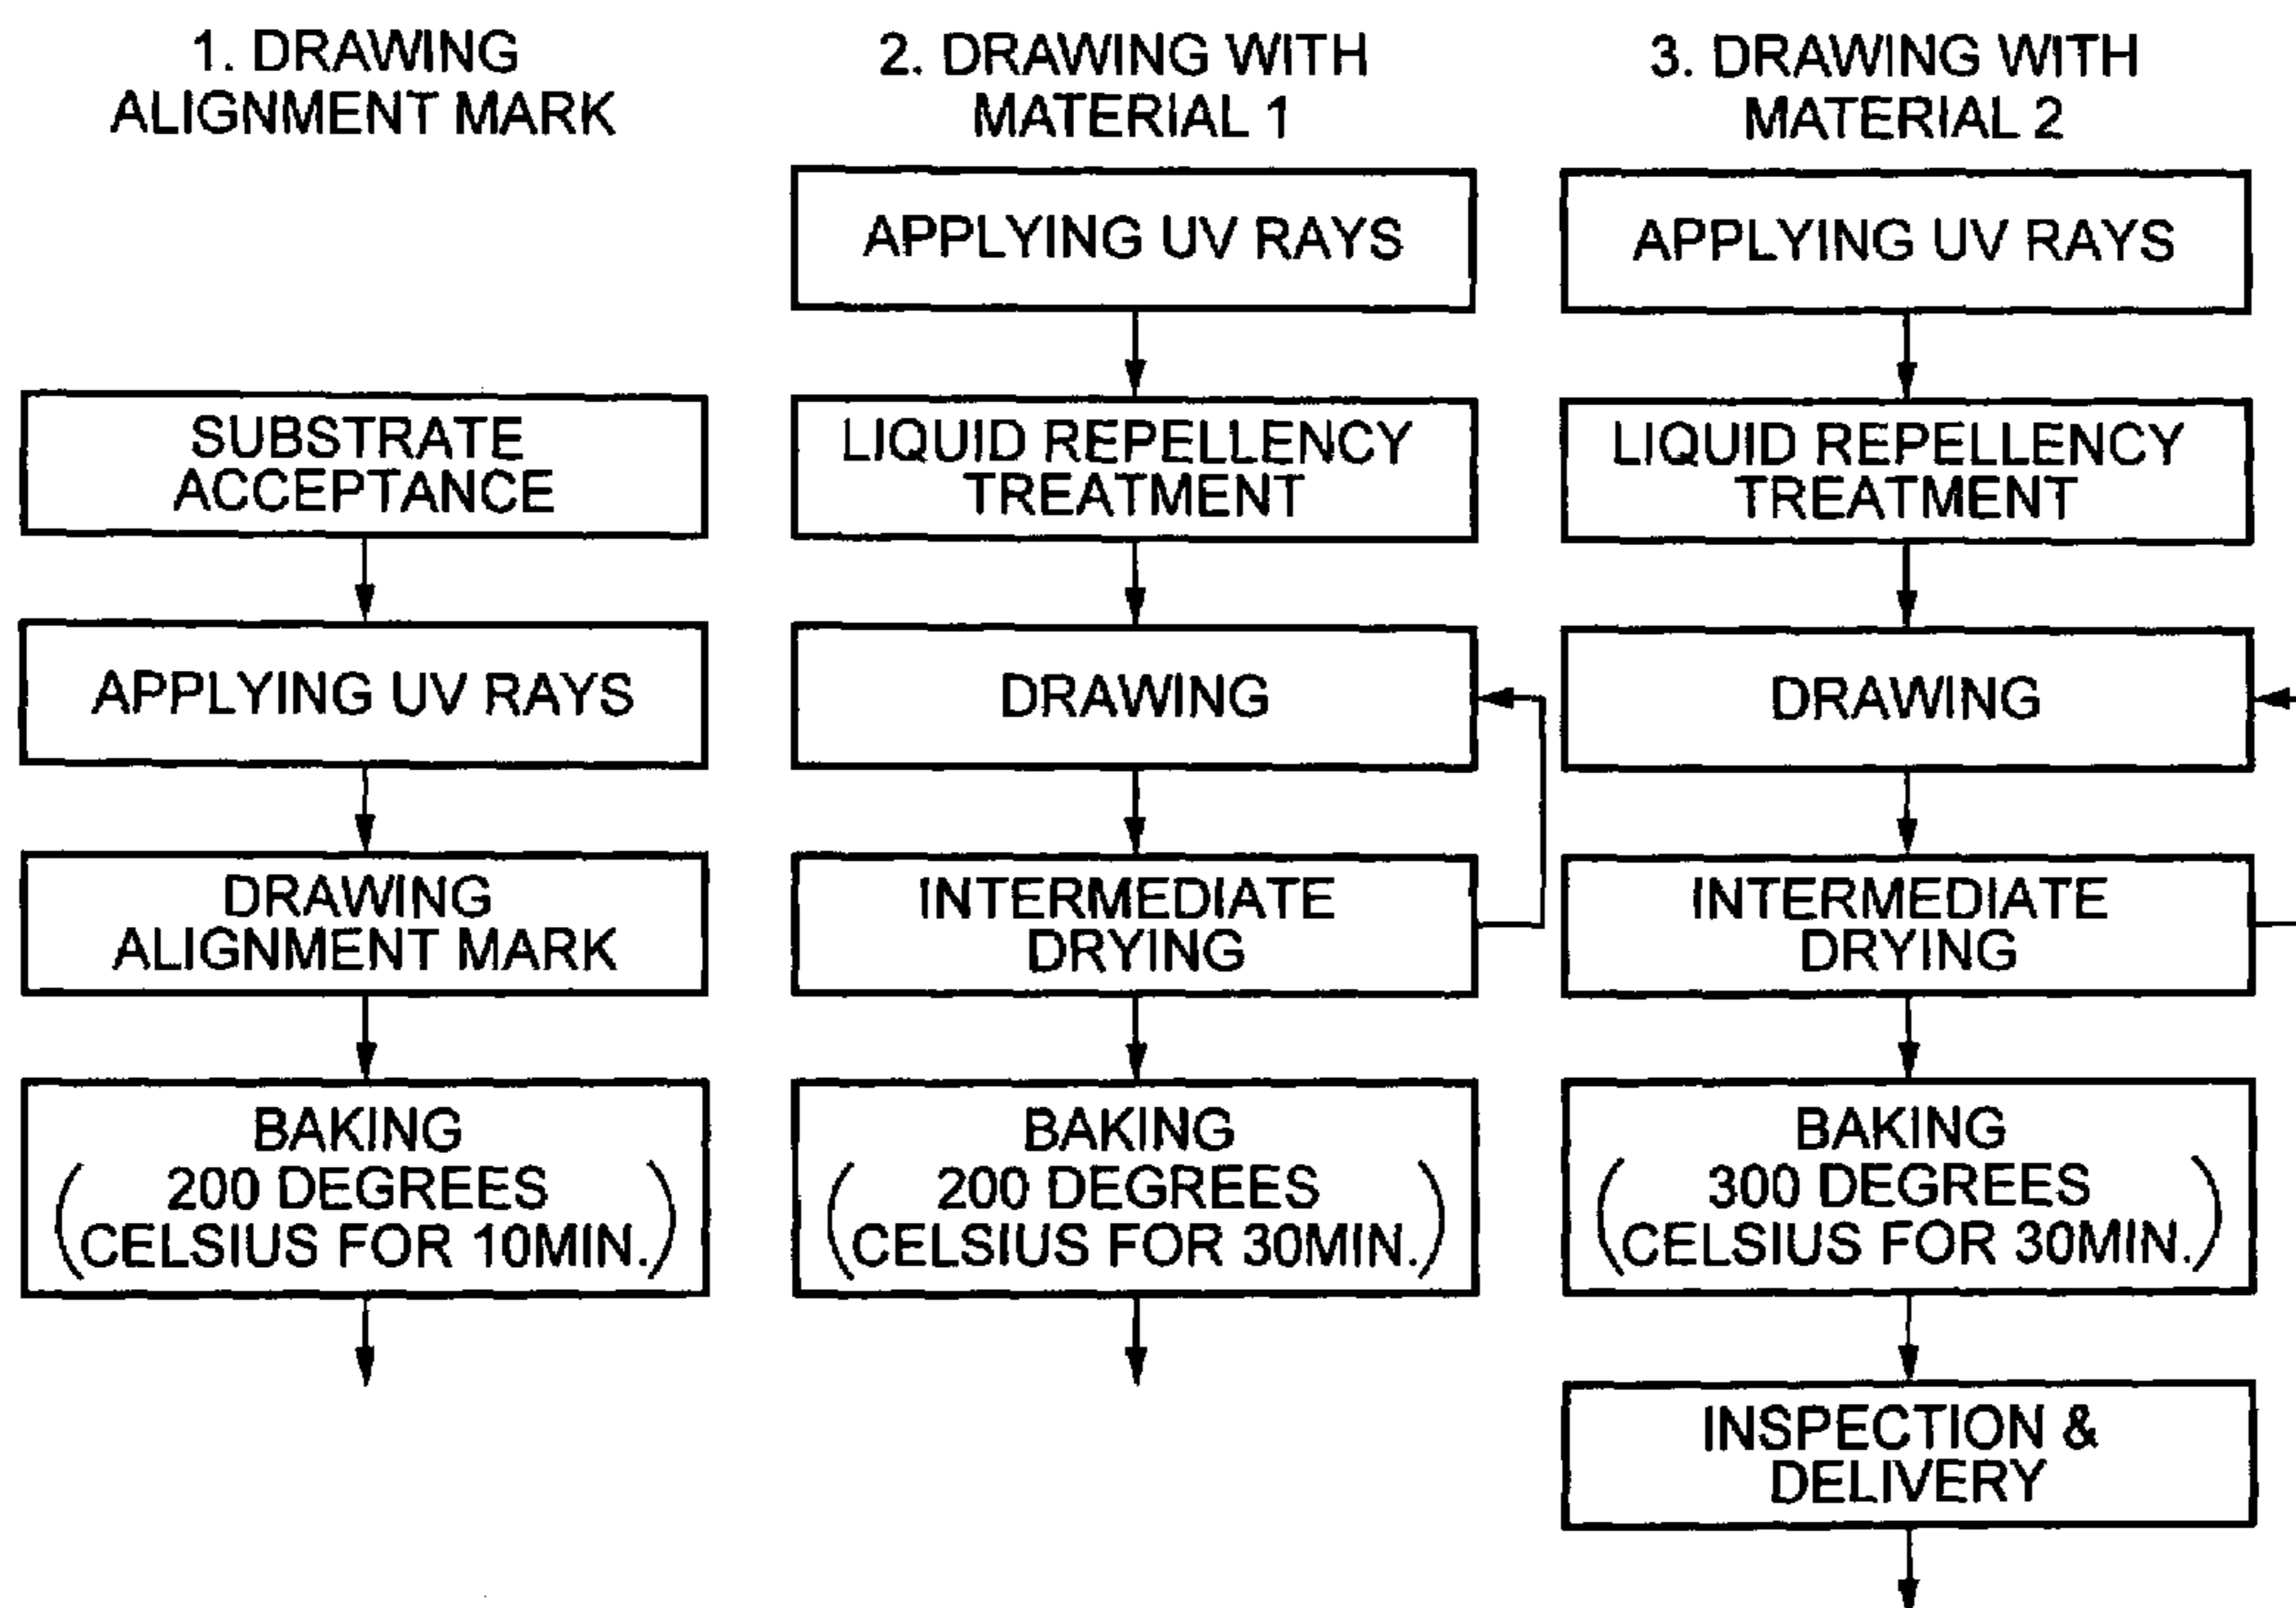 1. DRAWING
ALIGNMENT MARK
SUBSTRATE
ACCEPTANCE
APPLYING UV RAYS
DRAWING
ALIGNMENT MARK
BAKING
(200 DEGREES
CELSIUS FOR 10MIN.)
2. DRAWING WITH
MATERIAL 1
APPLYING UV RAYS
LIQUID REPELLENCY
TREATMENT
DRAWING
INTERMEDIATE
DRYING
BAKING
(200 DEGREES
CELSIUS FOR 30MIN.)
3. DRAWING WITH
MATERIAL 2
APPLYING UV RAYS
LIQUID REPELLENCY
TREATMENT
DRAWING
INTERMEDIATE
DRYING
BAKING
(300 DEGREES
CELSIUS FOR 30MIN.)
INSPECTION &
DELIVERY